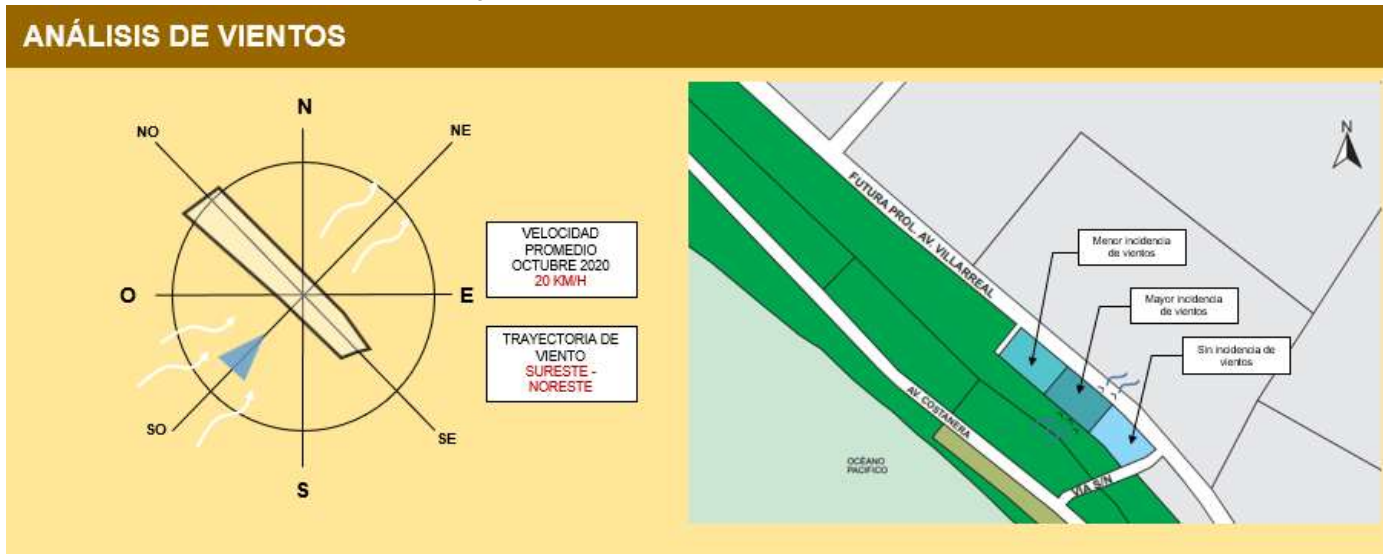 ANÁLISIS DE VIENTOS
N
NO
NE
O
E
SO
SE
S
VELOCIDAD
PROMEDIO
OCTUBRE 2020
20 KM/H
TRAYECTORIA DE
VIENTO
SURESTE -
NORESTE
N
FUTURA PROL. AV. VILLARREAL
Menor incidencia
de vientos
Mayor incidencia
de vientos
Sin incidencia de
vientos
AV. COSTANERA
OCÉANO
PACIFICO
VIA S/N